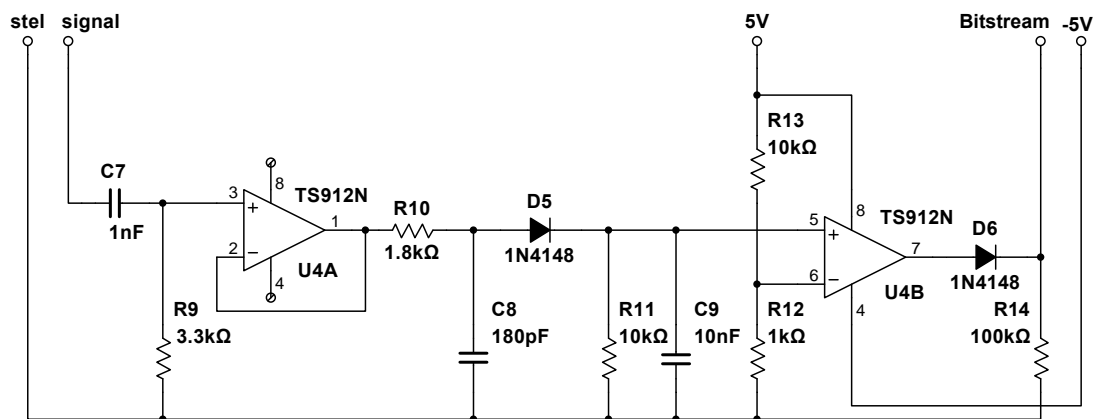 stel
signal
5V
Bitstream
-5V
R13
10kΩ
C7
1nF
8
TS912N
3
+
1
2
−
U4A
4
R10
1.8kΩ
D5
1N4148
8
TS912N
5
+
7
6
−
U4B
4
D6
1N4148
R9
3.3kΩ
C8
180pF
R11
10kΩ
C9
10nF
R12
1kΩ
R14
100kΩ